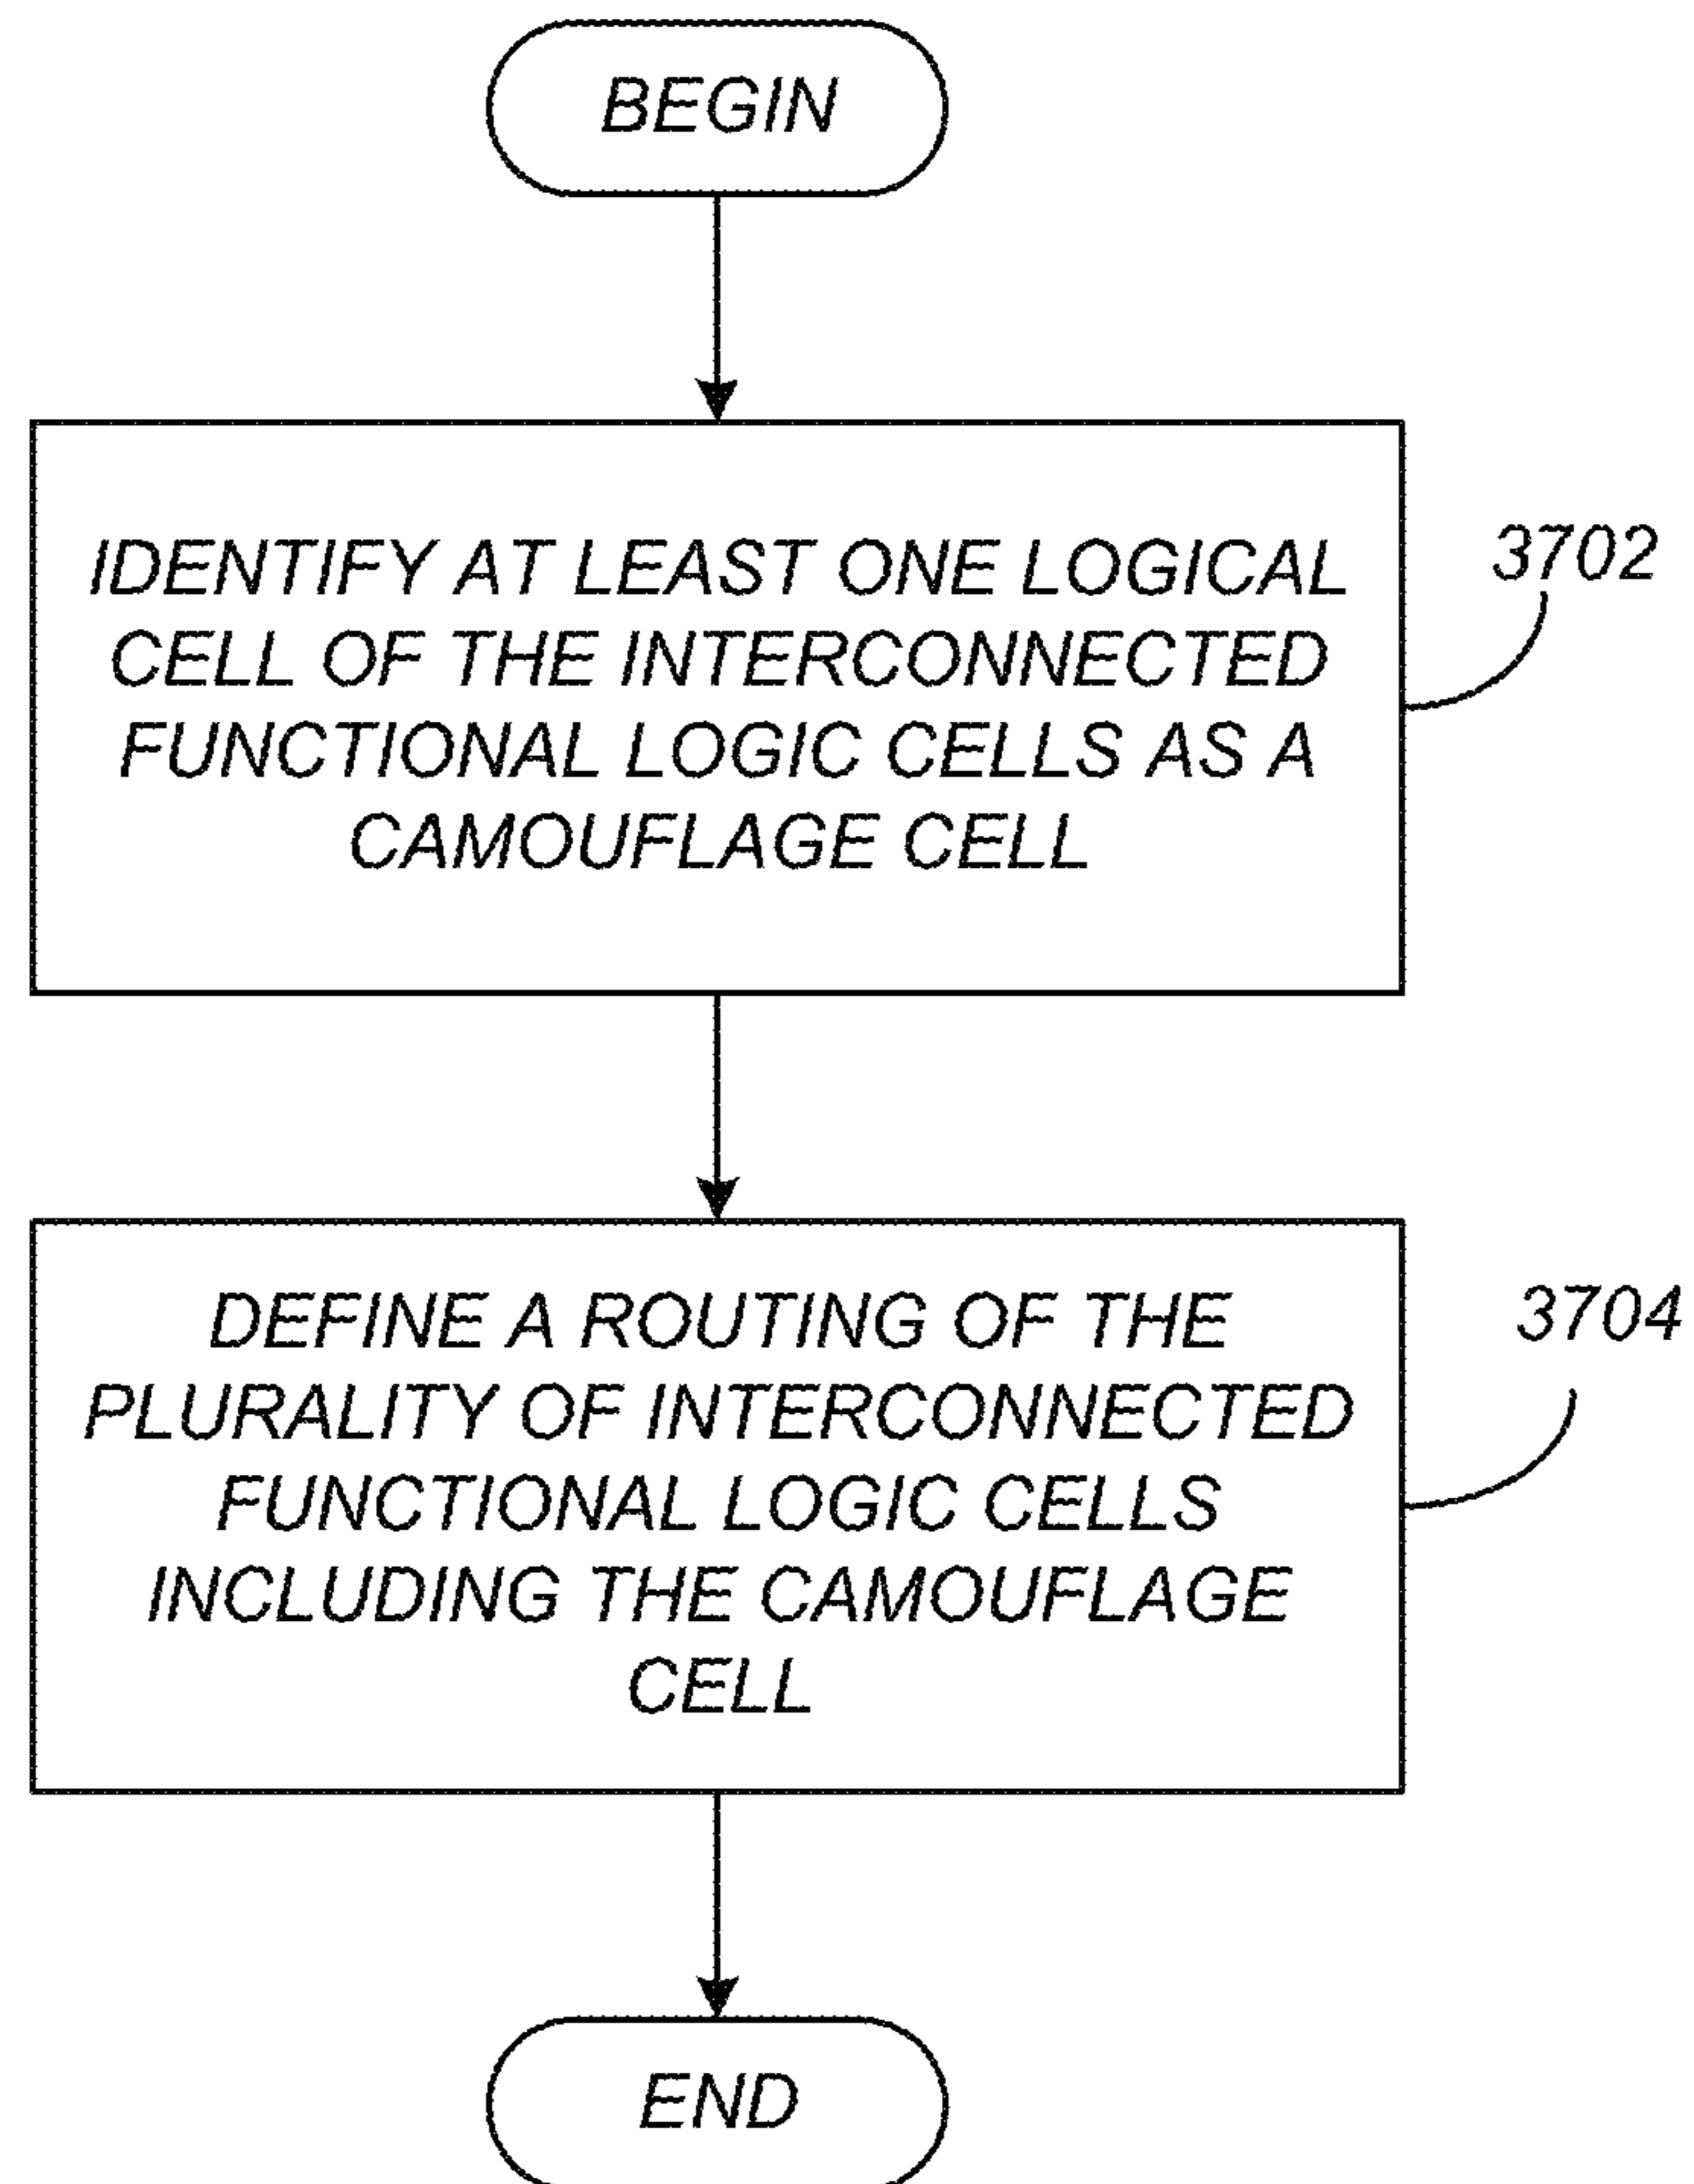 BEGIN
IDENTIFY AT LEAST ONE LOGICAL
CELL OF THE INTERCONNECTED
FUNCTIONAL LOGIC CELLS AS A
CAMOUFLAGE CELL
3702
DEFINE A ROUTING OF THE
PLURALITY OF INTERCONNECTED
FUNCTIONAL LOGIC CELLS
INCLUDING THE CAMOUFLAGE
CELL
3704
END